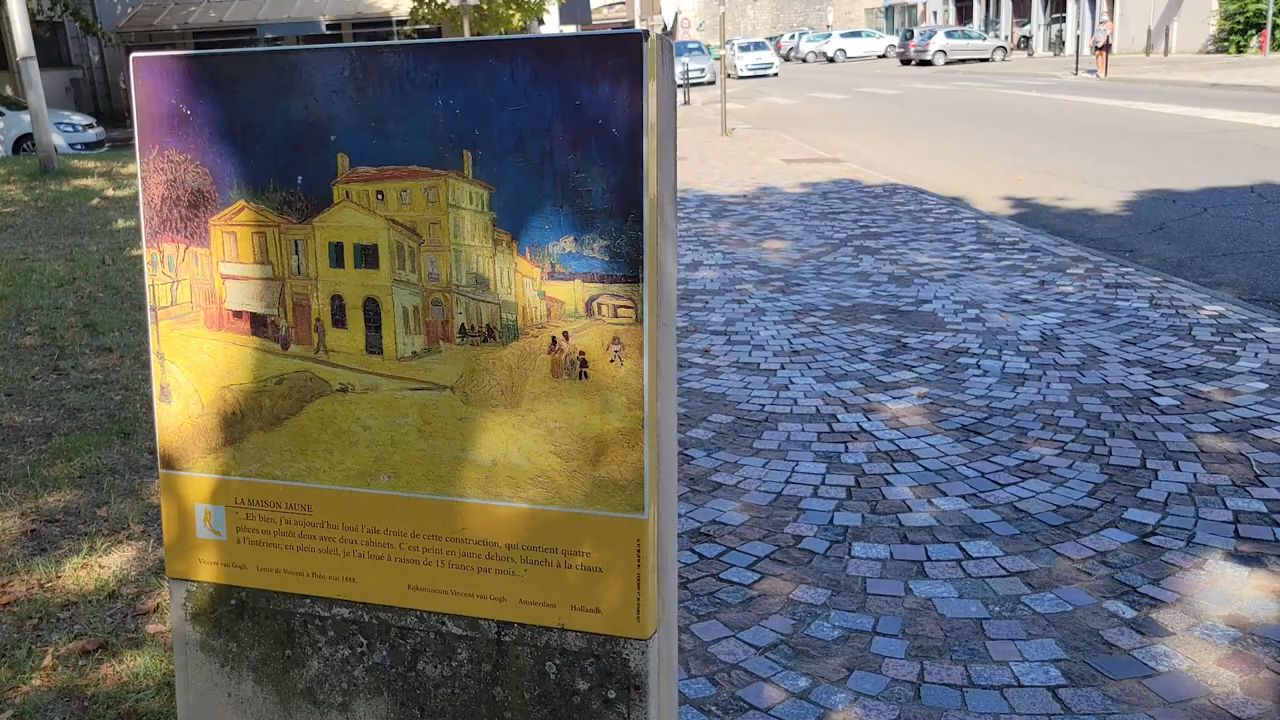 LA MAISON JAUNE
"...Eh bien, j'ai aujourd'hui loué l'aile droite de cette construction, qui contient quatre
pièces ou plutôt deux avec deux cabinets. C'est peint en jaune dehors, blanchi à la chaux
à l'intérieur, en plein soleil, je l'ai loué à raison de 15 francs par mois..."
Vincent van Gogh. Lettre de Vincent à Théo, mai 1888.
Rijksmuseum Vincent van Gogh Amsterdam Hollande.